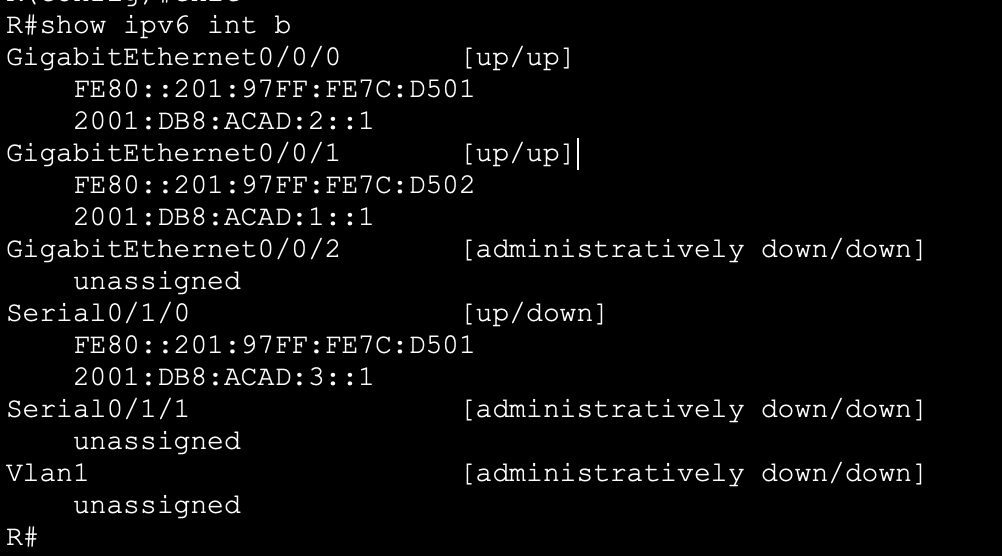 R#show ipv6 int b
GigabitEthernet0/0/0 [up/up]
FE80::201:97FF:FE7C:D501
2001:DB8:ACAD:2::1
GigabitEthernet0/0/1 [up/up]
FE80::201:97FF:FE7C:D502
2001:DB8:ACAD:1::1
GigabitEthernet0/0/2 [administratively down/down]
unassigned
Serial0/1/0 [up/down]
FE80::201:97FF:FE7C:D501
2001:DB8:ACAD:3::1
Serial0/1/1 [administratively down/down]
unassigned
Vlan1 [administratively down/down]
unassigned
R#